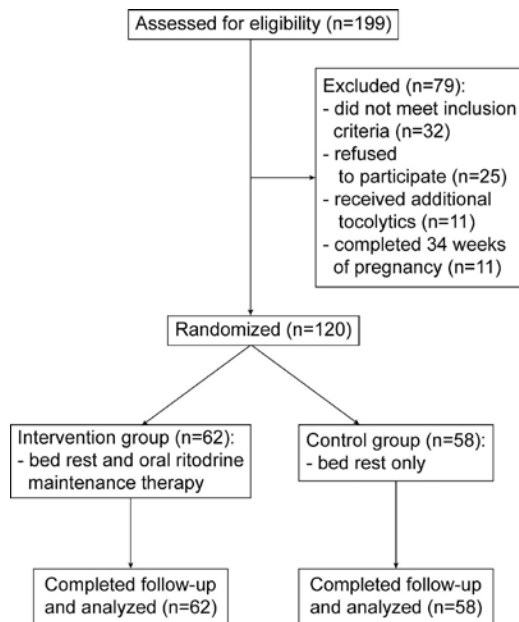 Assessed for eligibility (n=199)
Excluded (n=79):
- did not meet inclusion
criteria (n=32)
- refused
to participate (n=25)
- received additional
tocolytics (n=11)
- completed 34 weeks
of pregnancy (n=11)
Randomized (n=120)
Intervention group (n=62):
- bed rest and oral ritodrine
maintenance therapy
Control group (n=58):
- bed rest only
Completed follow-up
and analyzed (n=62)
Completed follow-up
and analyzed (n=58)